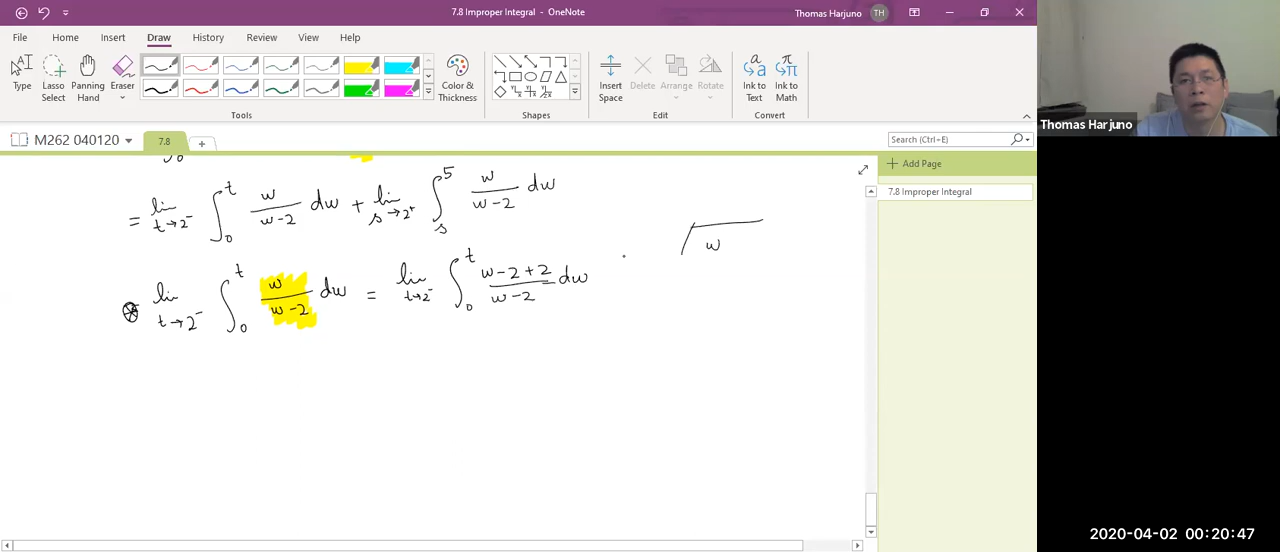 7.8 Improper Integral - OneNote
Thomas Harjuno TH
File Home Insert Draw History Review View Help
Type Lasso Select Panning Hand Eraser Color & Thickness Insert Space Delete Arrange Rotate Ink to Text Ink to Math
Tools Shapes Edit Convert
M262 040120 7.8 + Search (Ctrl+E)
+ Add Page
7.8 Improper Integral
= lim t→2⁻ ∫₀ᵗ w/(w-2) dw + lim s→2⁺ ∫ₛ⁵ w/(w-2) dw
w
lim t→2⁻ ∫₀ᵗ w/(w-2) dw = lim t→2⁻ ∫₀ᵗ (w-2+2)/(w-2) dw
Thomas Harjuno
2020-04-02 00:20:47